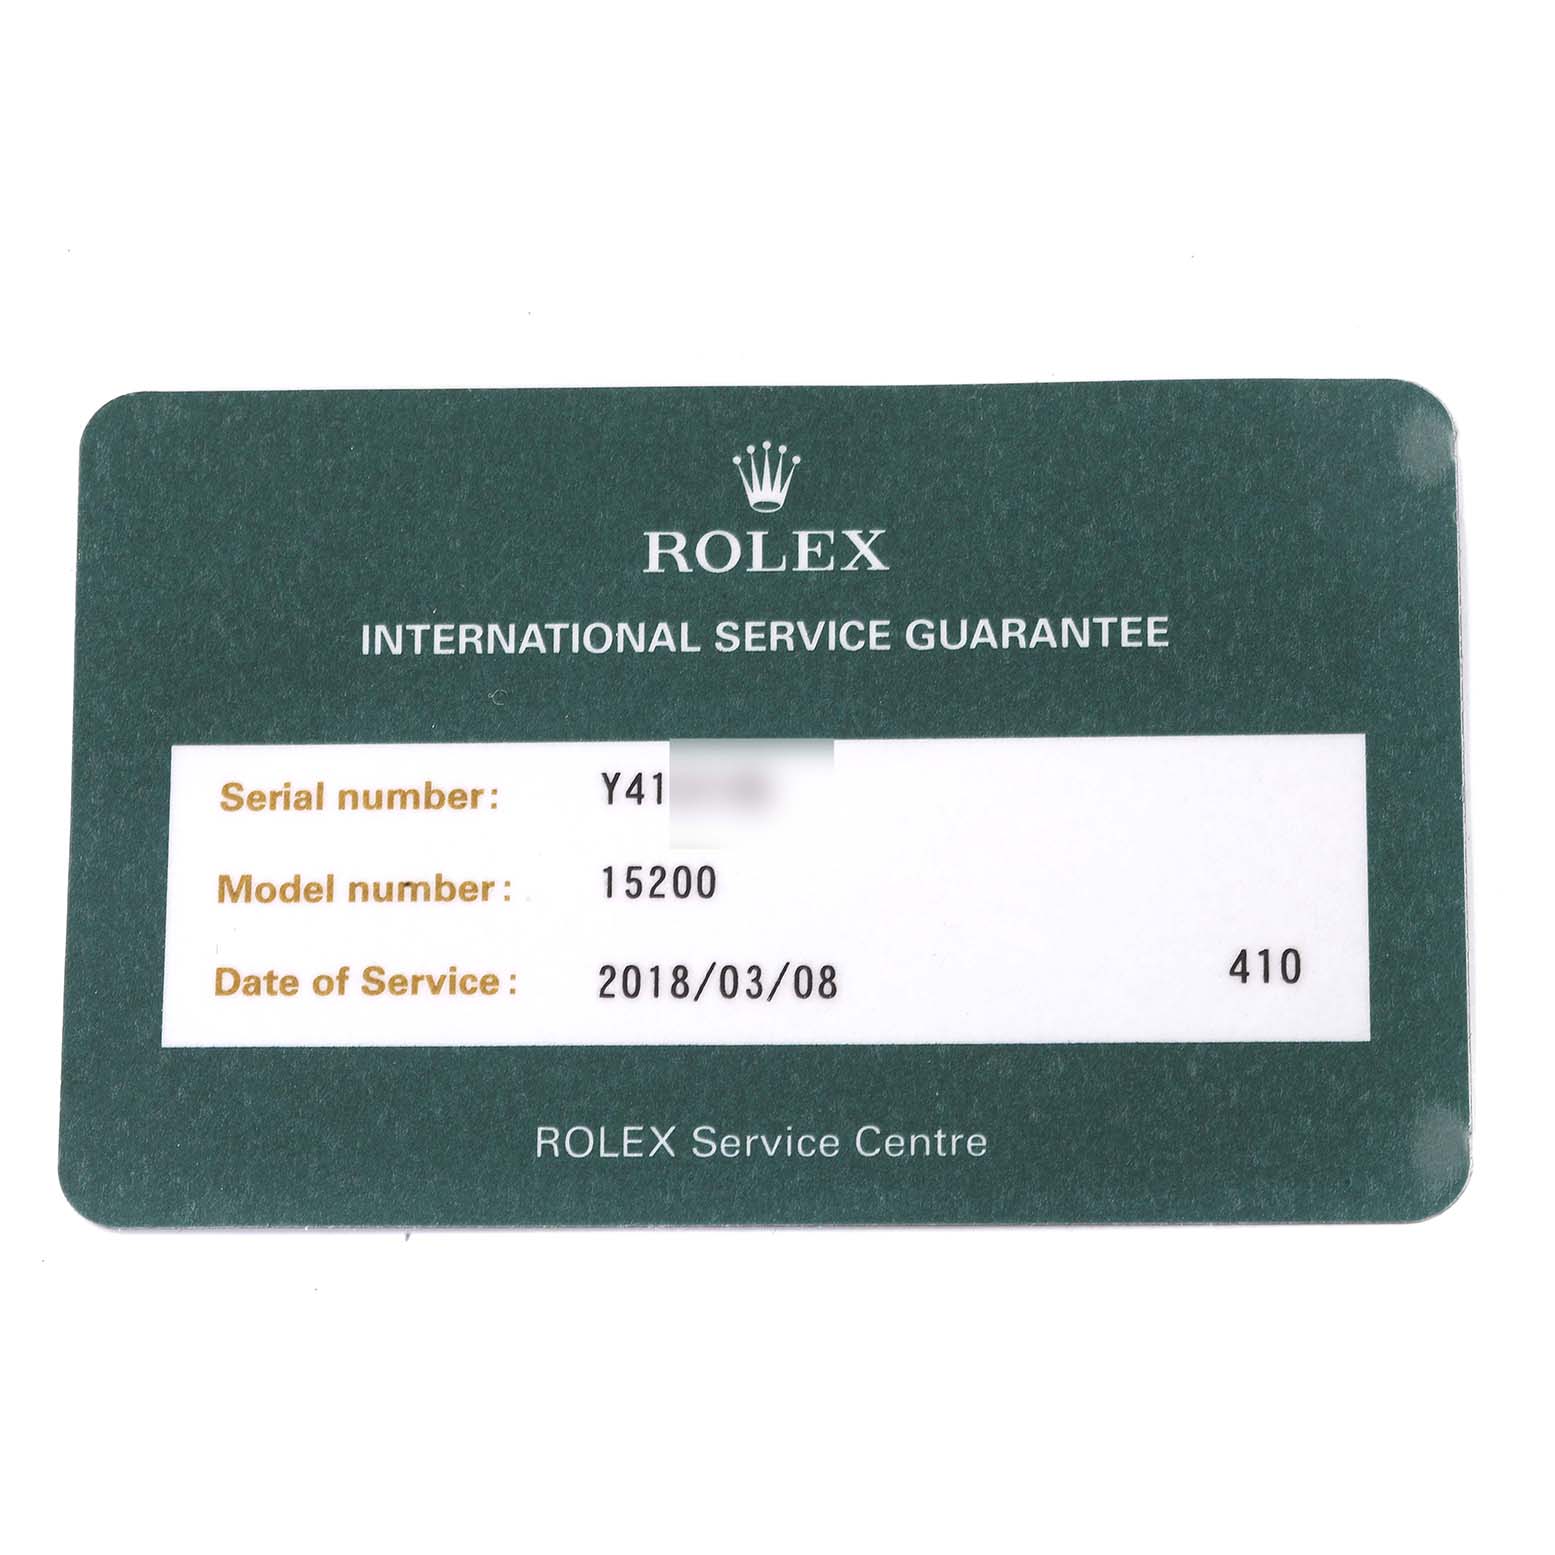 ROLEX
INTERNATIONAL SERVICE GUARANTEE
Serial number: Y41
Model number: 15200
Date of Service: 2018/03/08 410
ROLEX Service Centre